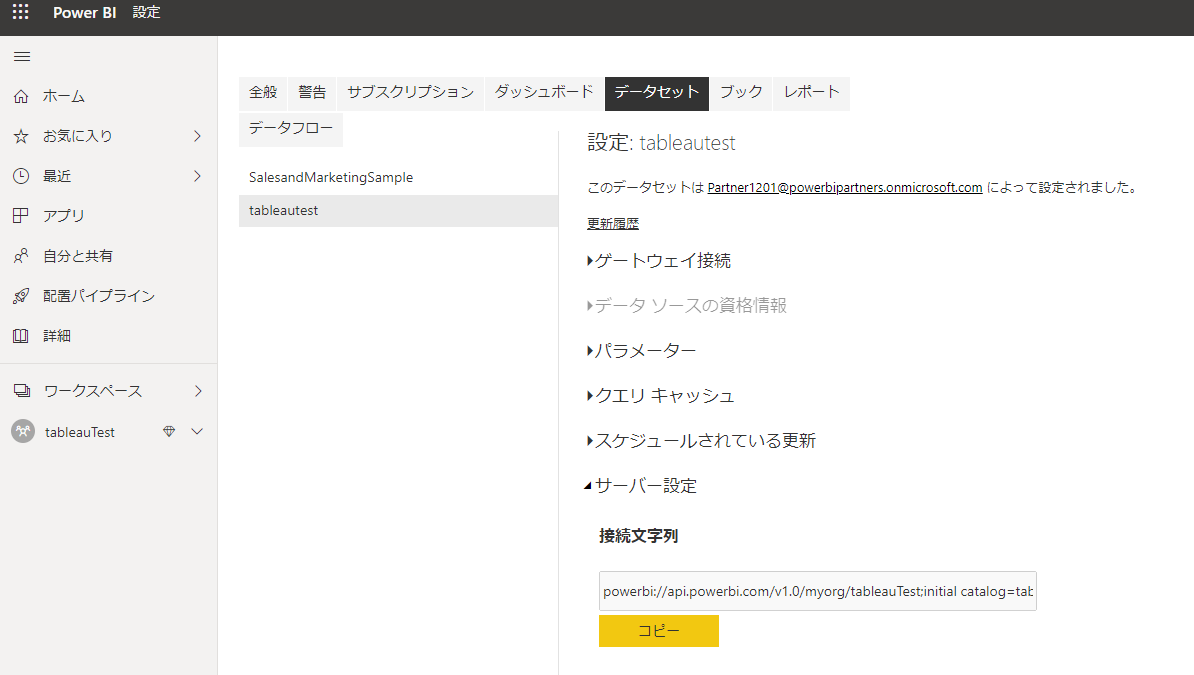 Power BI 設定
ホーム
お気に入り
最近
アプリ
自分と共有
配置パイプライン
詳細
ワークスペース
tableauTest
全般 警告 サブスクリプション ダッシュボード データセット ブック レポート
データフロー
SalesandMarketingSample
tableautest
設定: tableautest
このデータセットは Partner1201@powerbipartners.onmicrosoft.com によって設定されました。
更新履歴
ゲートウェイ接続
データ ソースの資格情報
パラメーター
クエリ キャッシュ
スケジュールされている更新
サーバー設定
接続文字列
powerbi://api.powerbi.com/v1.0/myorg/tableauTest;initial catalog=tab
コピー